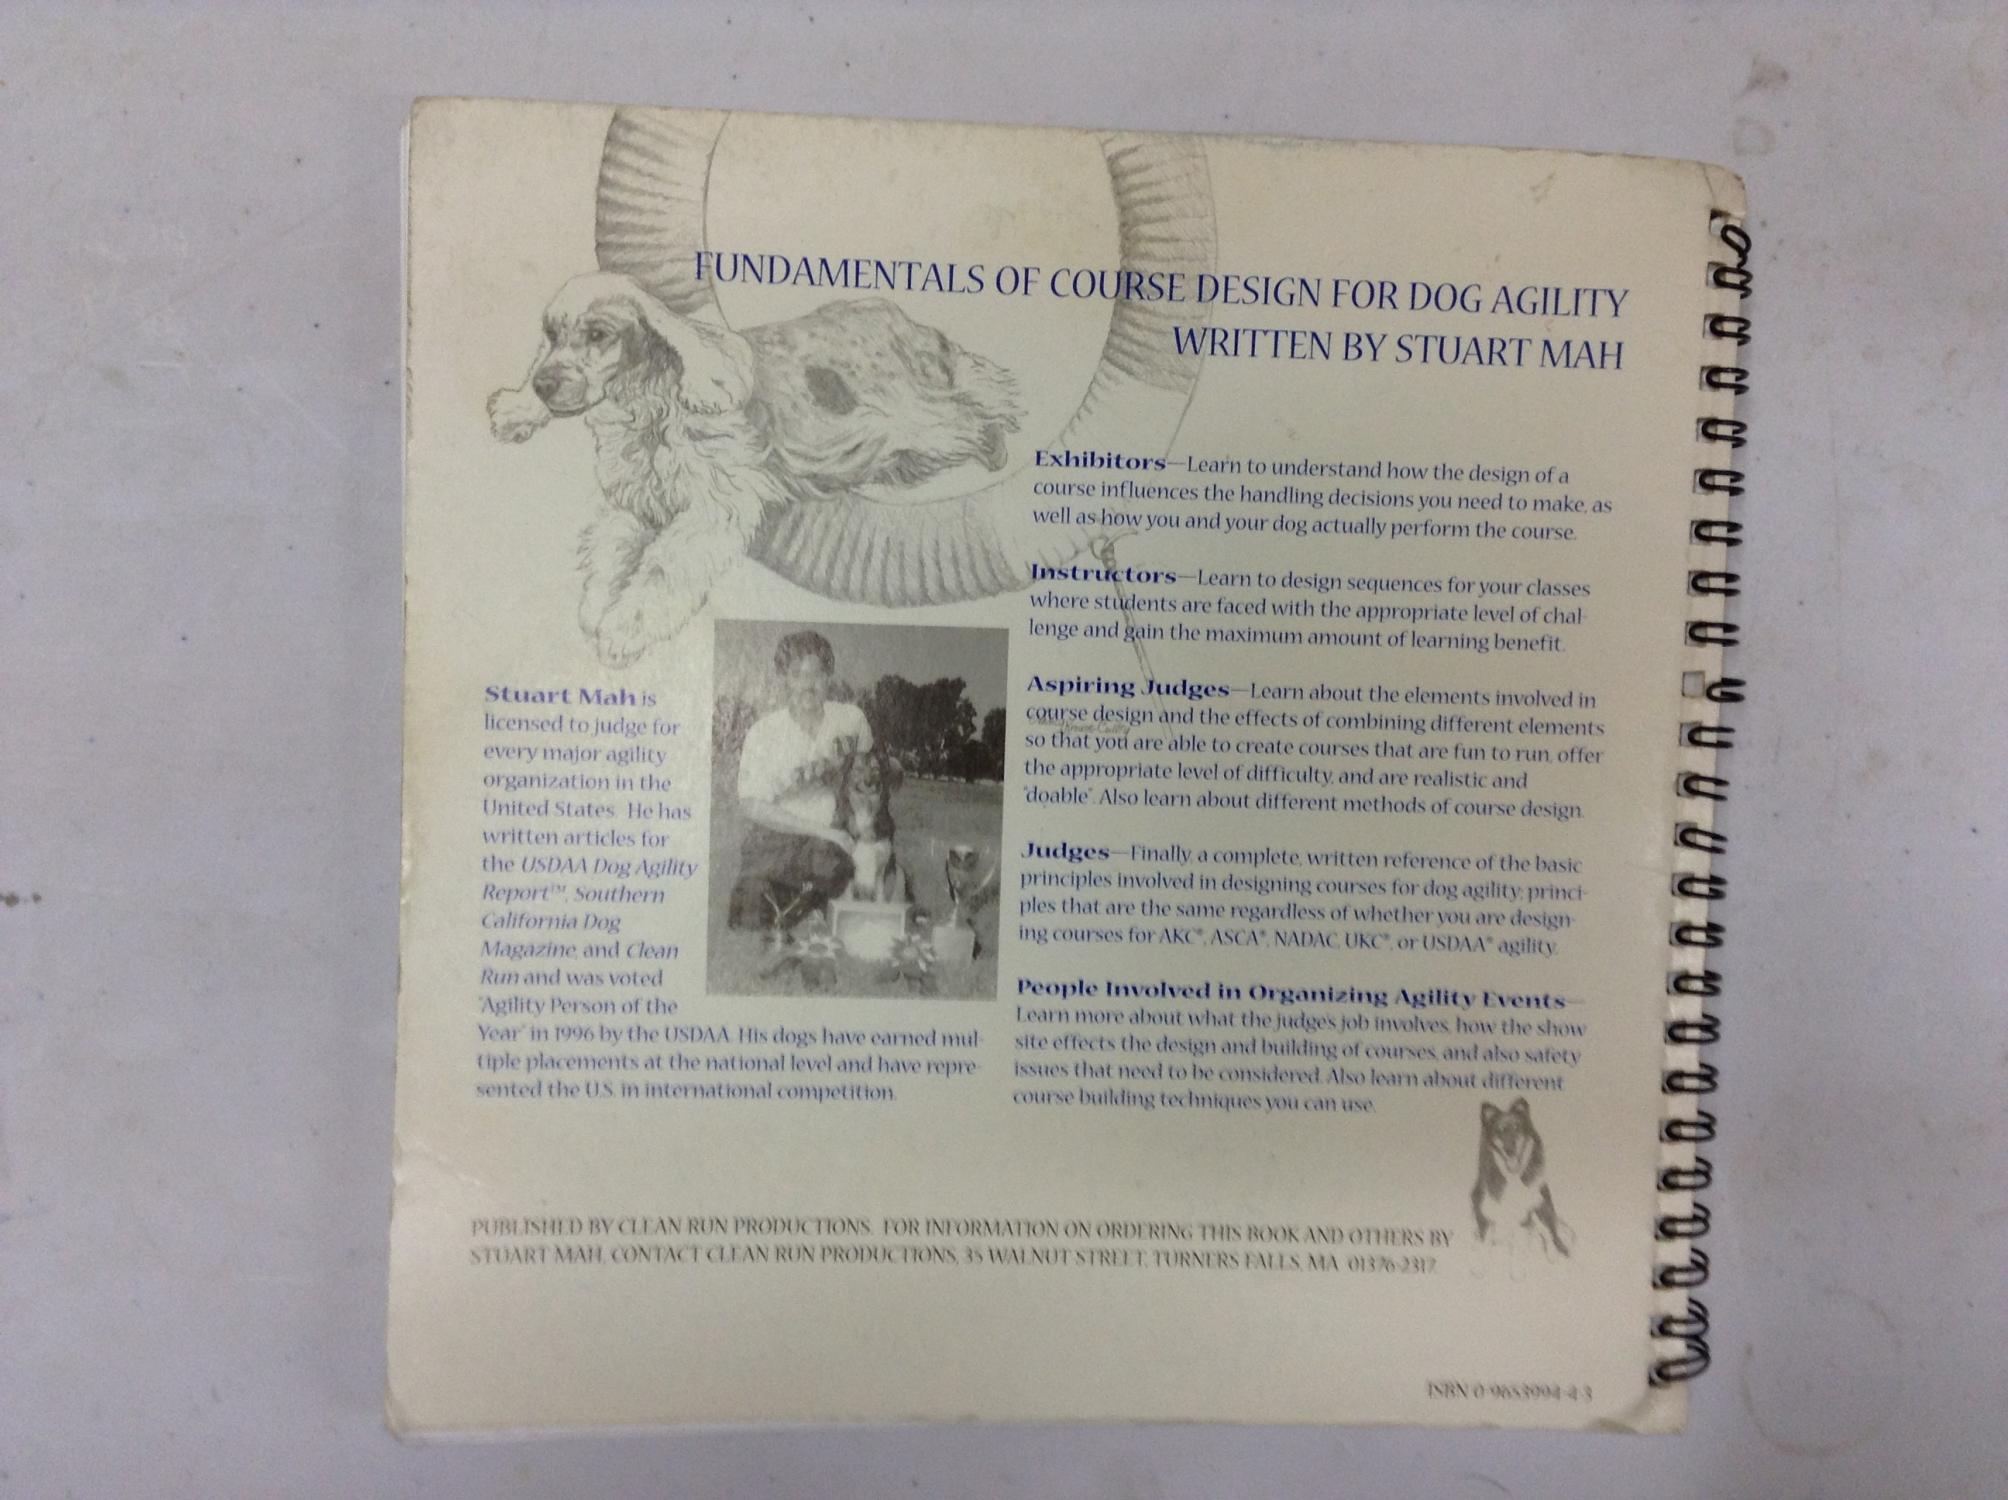 FUNDAMENTALS OF COURSE DESIGN FOR DOG AGILITY
WRITTEN BY STUART MAH
Exhibitors—Learn to understand how the design of a
course influences the handling decisions you need to make, as
well as how you and your dog actually perform the course.
Instructors—Learn to design sequences for your classes
where students are faced with the appropriate level of chal-
lenge and gain the maximum amount of learning benefit.
Aspiring Judges—Learn about the elements involved in
course design and the effects of combining different elements
so that you are able to create courses that are fun to run, offer
the appropriate level of difficulty, and are realistic and
"doable". Also learn about different methods of course design.
Judges—Finally, a complete, written reference of the basic
principles involved in designing courses for dog agility; princi-
ples that are the same regardless of whether you are design-
ing courses for AKC®, ASCA®, NADAC, UKC®, or USDAA® agility.
People Involved in Organizing Agility Events—
Learn more about what the judge's job involves, how the show
site effects the design and building of courses, and also safety
issues that need to be considered. Also learn about different
course building techniques you can use.
Stuart Mah is
licensed to judge for
every major agility
organization in the
United States. He has
written articles for
the USDAA Dog Agility
Report™, Southern
California Dog
Magazine, and Clean
Run and was voted
"Agility Person of the
Year" in 1996 by the USDAA. His dogs have earned mul-
tiple placements at the national level and have repre-
sented the U.S. in international competition.
PUBLISHED BY CLEAN RUN PRODUCTIONS. FOR INFORMATION ON ORDERING THIS BOOK AND OTHERS BY
STUART MAH, CONTACT CLEAN RUN PRODUCTIONS, 35 WALNUT STREET, TURNERS FALLS, MA 01376-2317.
ISBN 0-9653994-4-3